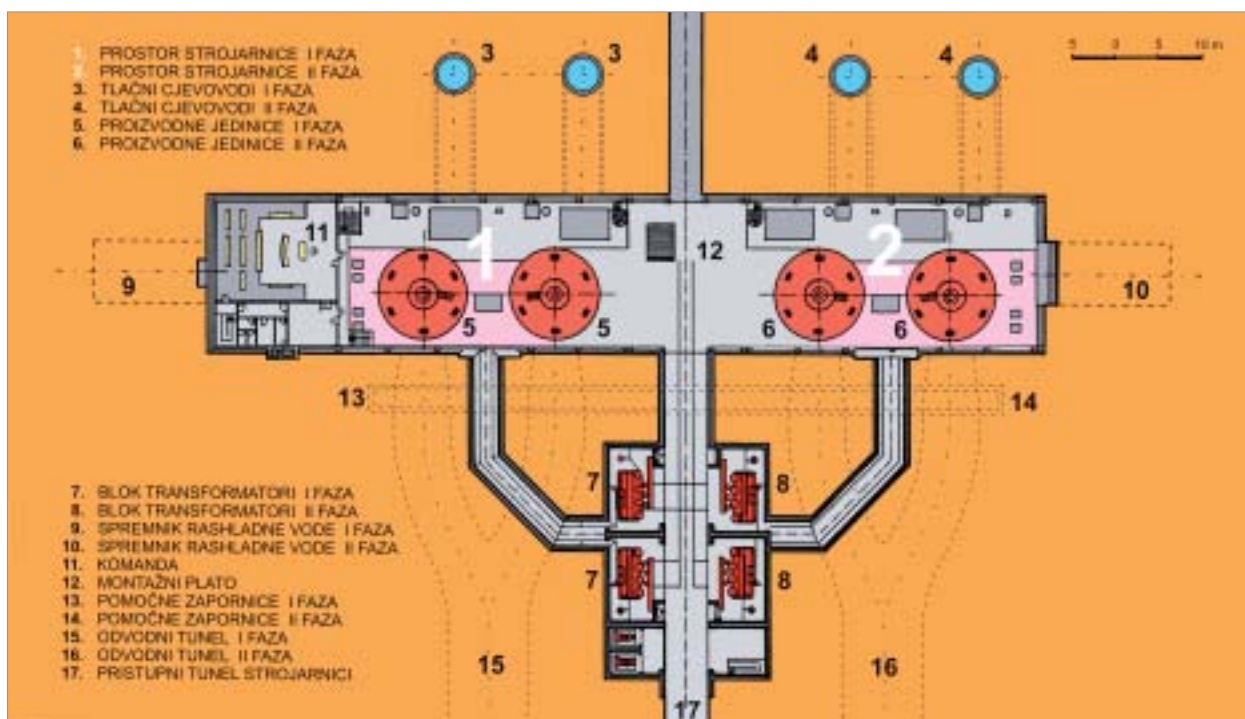 1. PROSTOR STROJARNICE I FAZA
2. PROSTOR STROJARNICE II FAZA
3. TLAČNI CJEVOVODI I FAZA
4. TLAČNI CJEVOVODI II FAZA
5. PROIZVODNE JEDINICE I FAZA
6. PROIZVODNE JEDINICE II FAZA
3 3 4 4
5 0 5 10 m
11 1 12 2
9 10
5 5 6 6
13 14
7 8
7. BLOK TRANSFORMATORI I FAZA
8. BLOK TRANSFORMATORI II FAZA
9. SPREMNIK RASHLADNE VODE I FAZA
10. SPREMNIK RASHLADNE VODE II FAZA
11. KOMANDA
12. MONTAŽNI PLATO
13. POMOČNE ZAPORNICE I FAZA
14. POMOČNE ZAPORNICE II FAZA
15. ODVODNI TUNEL I FAZA
16. ODVODNI TUNEL II FAZA
17. PRISTUPNI TUNEL STROJARNICI
7 8
15 16
17